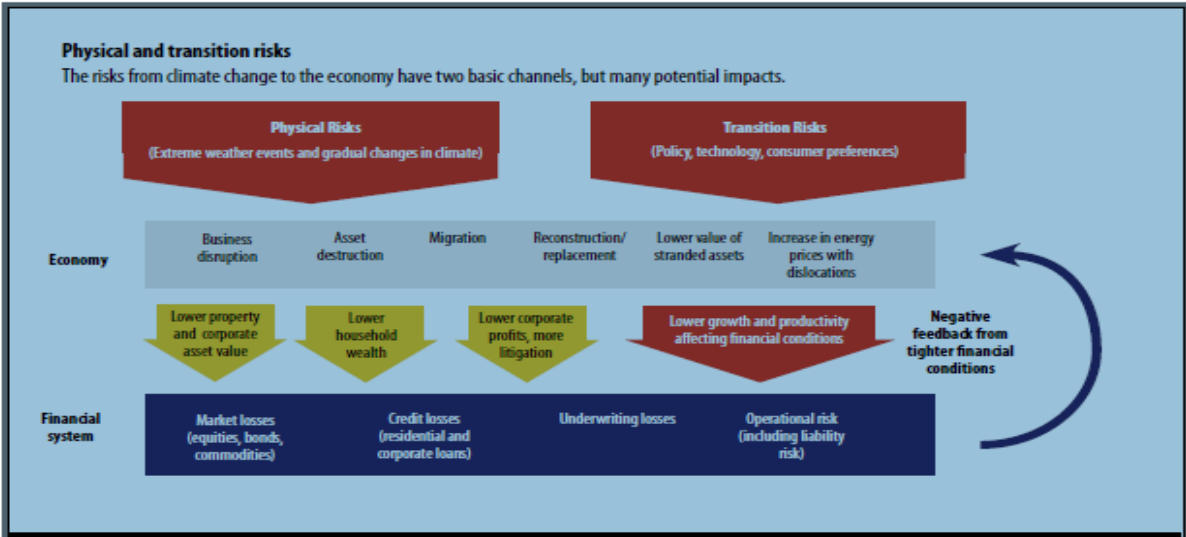 Physical and transition risks
The risks from climate change to the economy have two basic channels, but many potential impacts.
Physical Risks
(Extreme weather events and gradual changes in climate)
Transition Risks
(Policy, technology, consumer preferences)
Economy
Business
disruption
Asset
destruction
Migration
Reconstruction/
replacement
Lower value of
stranded assets
Increase in energy
prices with
dislocations
Lower property
and corporate
asset value
Lower
household
wealth
Lower corporate
profits, more
litigation
Lower growth and productivity
affecting financial conditions
Negative
feedback from
tighter financial
conditions
Financial
system
Market losses
(equities, bonds,
commodities)
Credit losses
(residential and
corporate loans)
Underwriting losses
Operational risk
(including liability
risk)